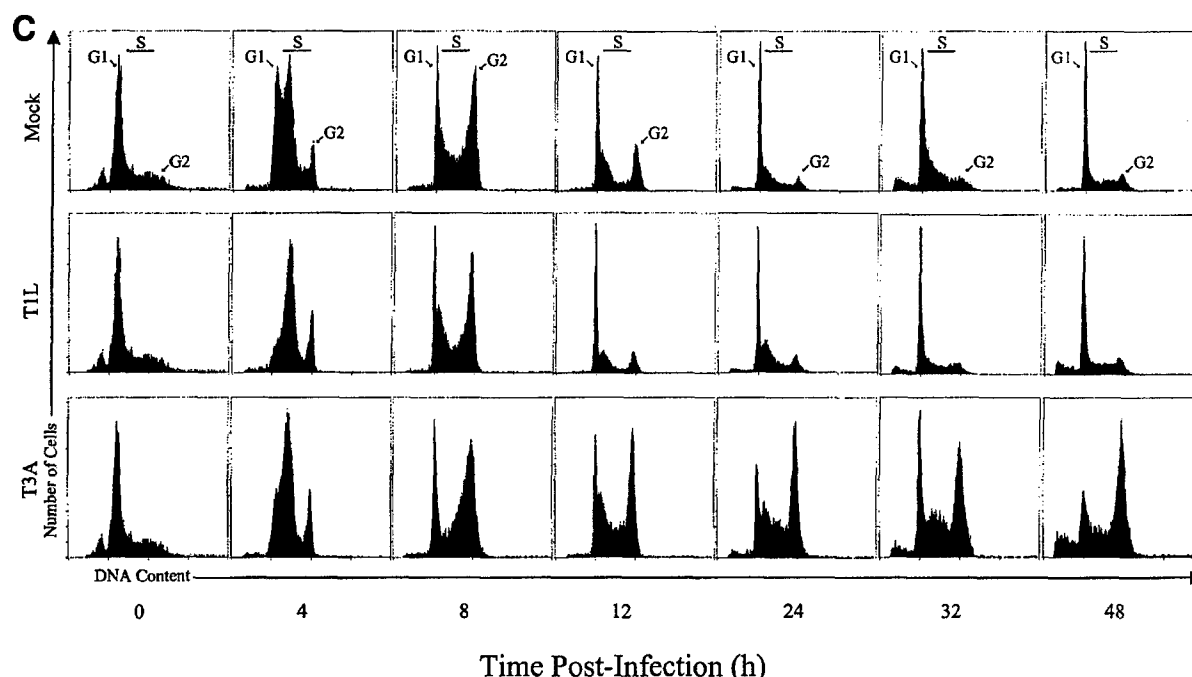 C
G1 S G2
G1 S G2
G1 S G2
G1 S G2
G1 S G2
G1 S G2
G1 S G2
Mock
T1L
T3A
Number of Cells
DNA Content
0 4 8 12 24 32 48
Time Post-Infection (h)